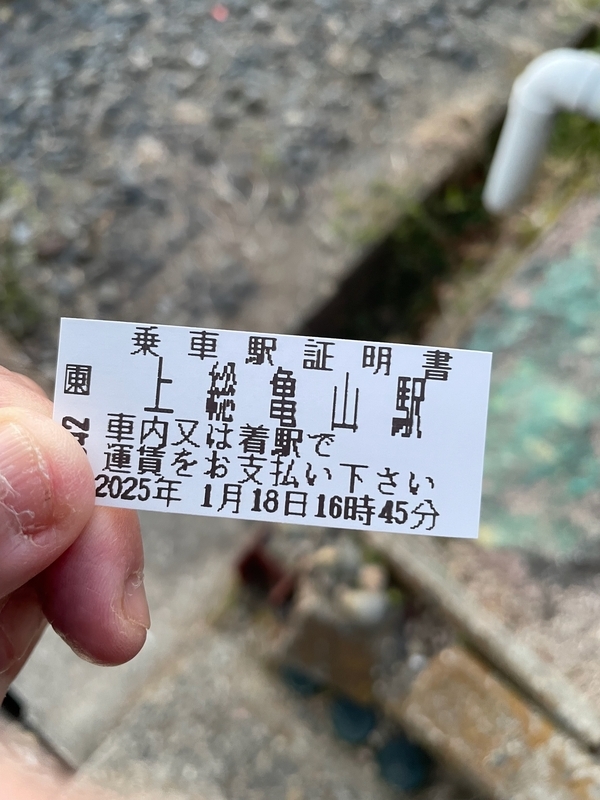 乗車駅証明書
東 上総亀山駅
車内又は着駅で
運賃をお支払い下さい
2025年 1月18日16時45分